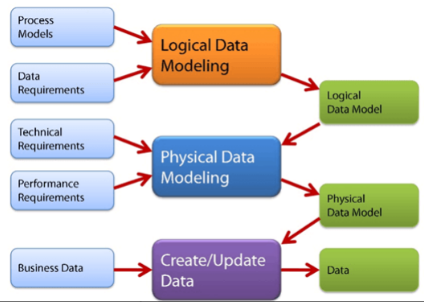 Process
Models
Logical Data
Modeling
Data
Requirements
Logical
Data Model
Technical
Requirements
Physical Data
Modeling
Performance
Requirements
Physical
Data Model
Business Data
Create/Update
Data
Data